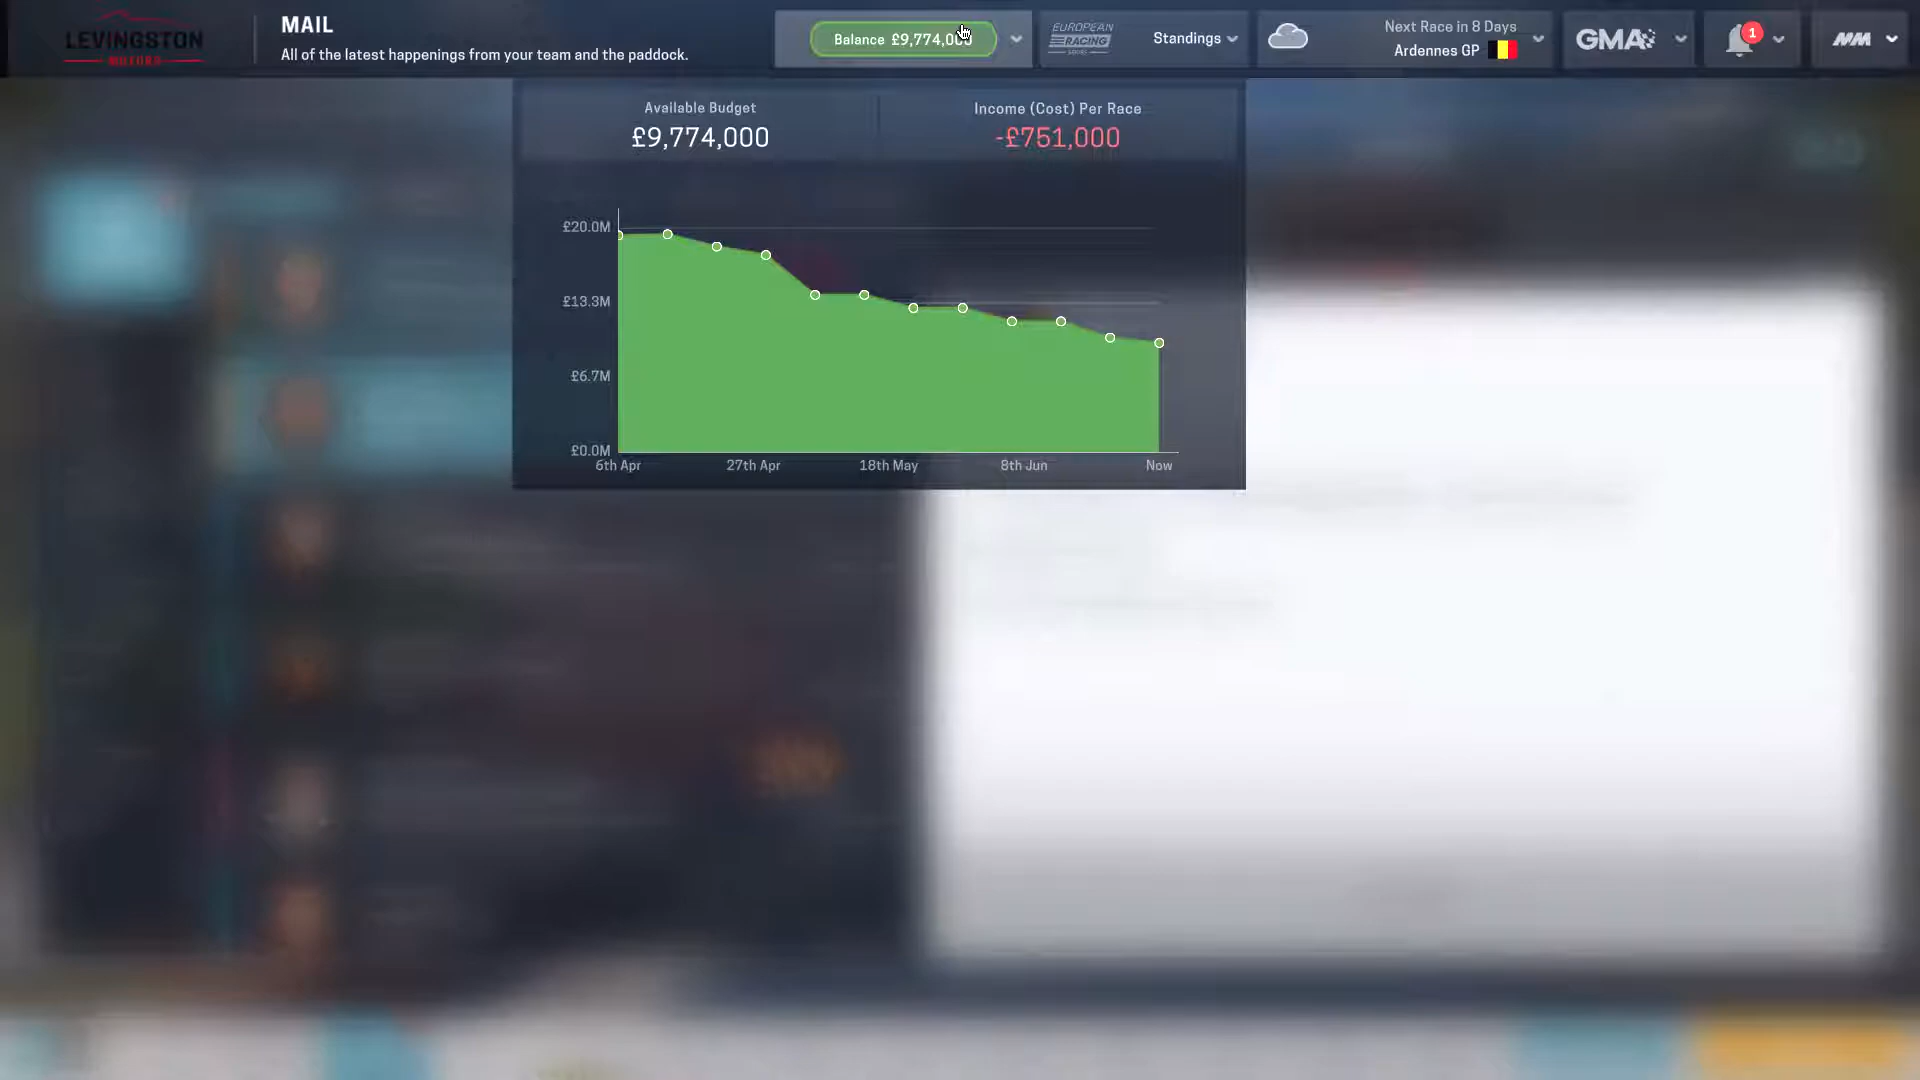 LEVINGSTON
MOTORS
MAIL
All of the latest happenings from your team and the paddock.
Balance £9,774,000
EUROPEAN
RACING
SERIES
Standings
Next Race in 8 Days
Ardennes GP
GMA
1
Available Budget
£9,774,000
Income (Cost) Per Race
-£751,000
£20.0M
£13.3M
£6.7M
£0.0M
6th Apr
27th Apr
18th May
8th Jun
Now